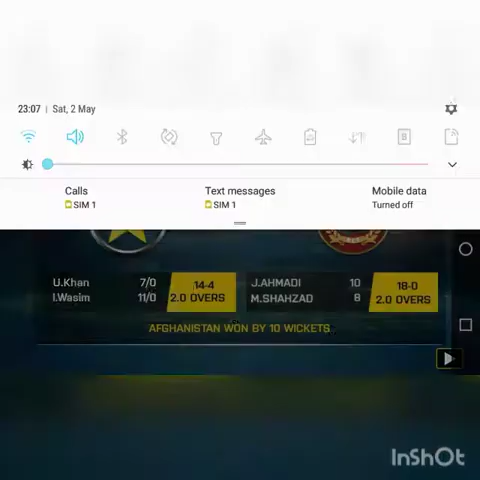 23:07 | Sat, 2 May
Calls Text messages Mobile data
SIM 1 SIM 1 Turned off
U.Khan 7/0 14-4 J.AHMADI 10 18-0
I.Wasim 11/0 2.0 OVERS M.SHAHZAD 8 2.0 OVERS
AFGHANISTAN WON BY 10 WICKETS
InShOt